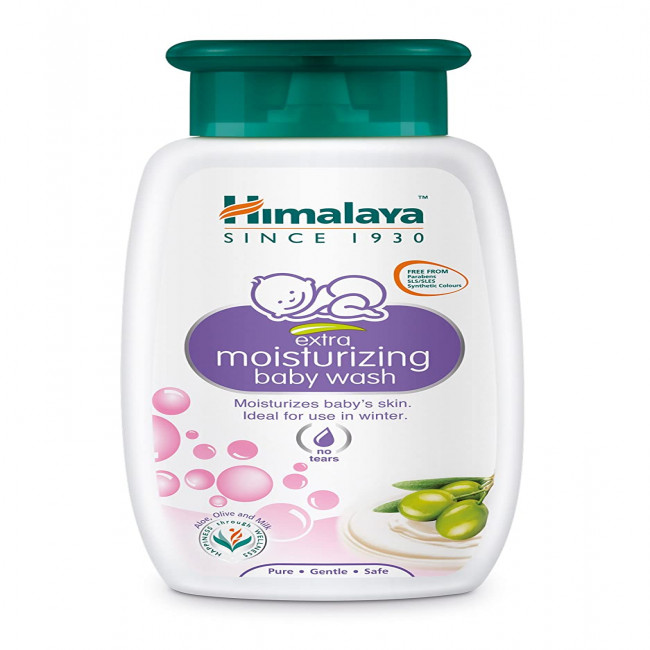 Himalaya™
SINCE 1930
FREE FROM
Parabens
SLS/SLES
Synthetic Colours
extra
moisturizing
baby wash
Moisturizes baby's skin.
Ideal for use in winter.
no
tears
Aloe, Olive and Milk
HAPPINESS through WELLNESS
Pure • Gentle • Safe